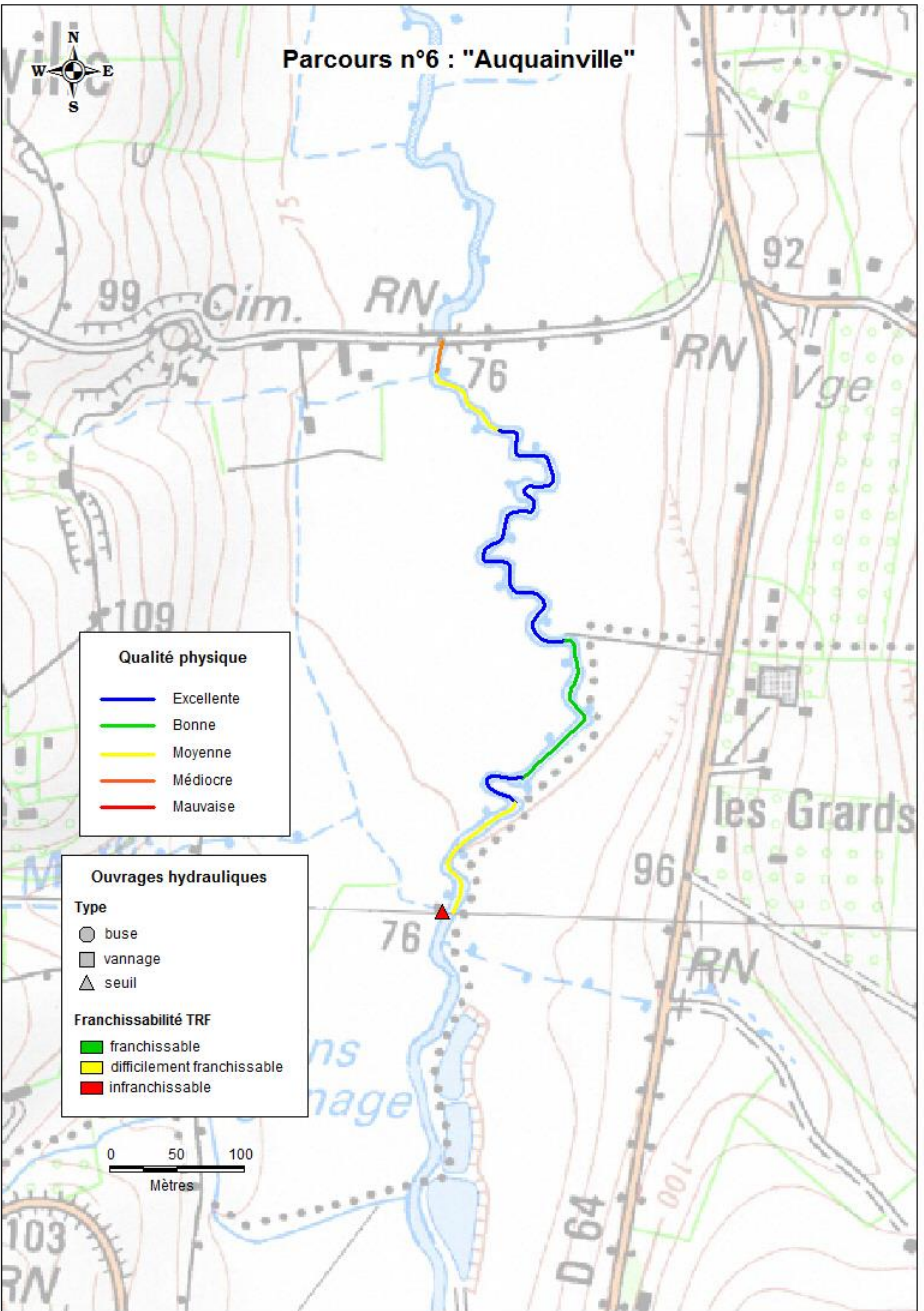 N
W E
S
Parcours n°6 : "Auquainville"
75
92
99
Cim.
RN
RN
76
Vge
109
Qualité physique
Excellente
Bonne
Moyenne
Médiocre
Mauvaise
les Grards
96
Ouvrages hydrauliques
Type
buse
vannage
seuil
76
RN
Franchissabilité TRF
franchissable
difficilement franchissable
infranchissable
0 50 100
Mètres
100
D 64
103
RN